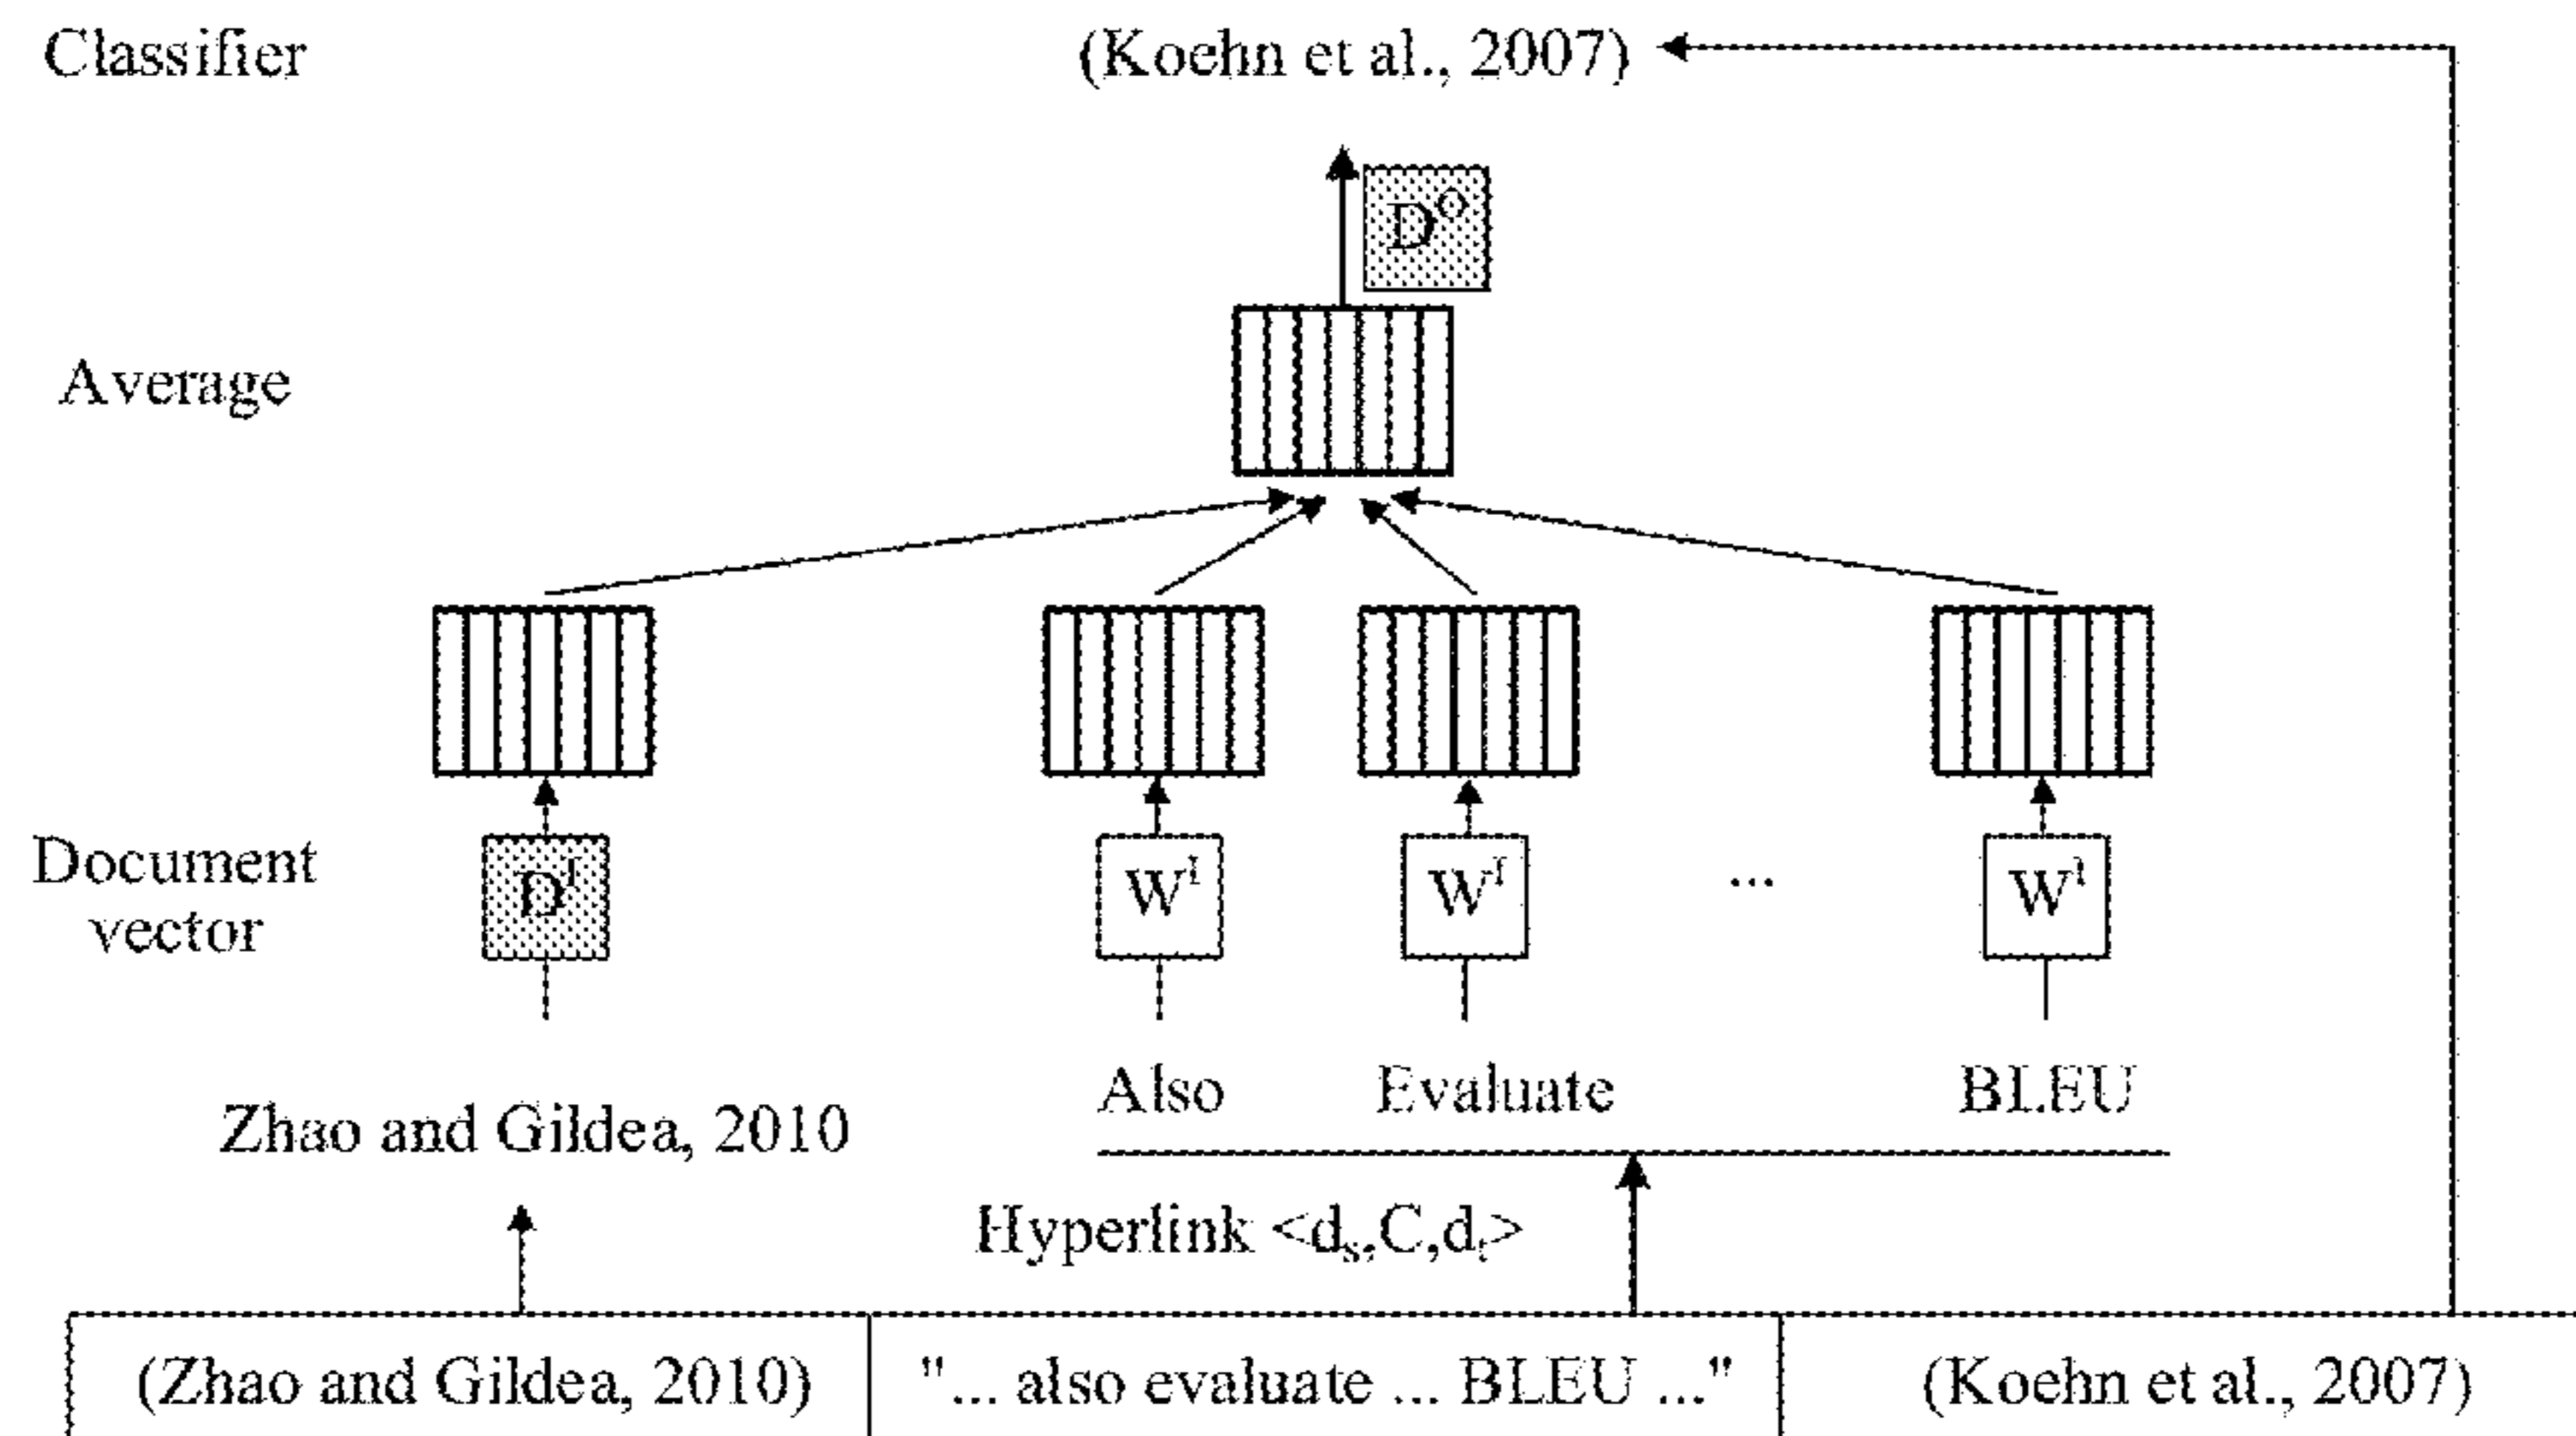 Classifier
(Koehn et al., 2007)
D^O
Average
Document
vector
D^I
W^I
W^I
...
W^I
Zhao and Gildea, 2010
Also
Evaluate
BLEU
Hyperlink <d_s,C,d_t>
(Zhao and Gildea, 2010)
"... also evaluate ... BLEU ..."
(Koehn et al., 2007)